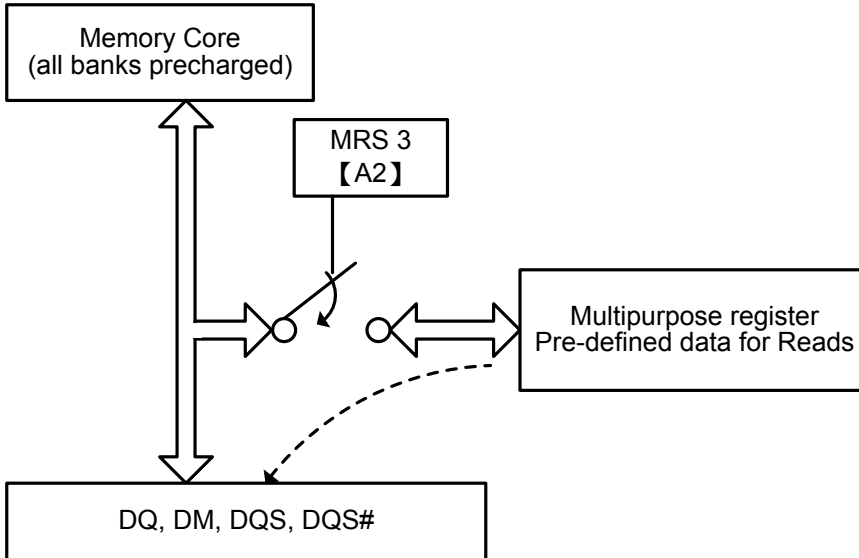 Memory Core
(all banks precharged)
MRS 3
【A2】
Multipurpose register
Pre-defined data for Reads
DQ, DM, DQS, DQS#